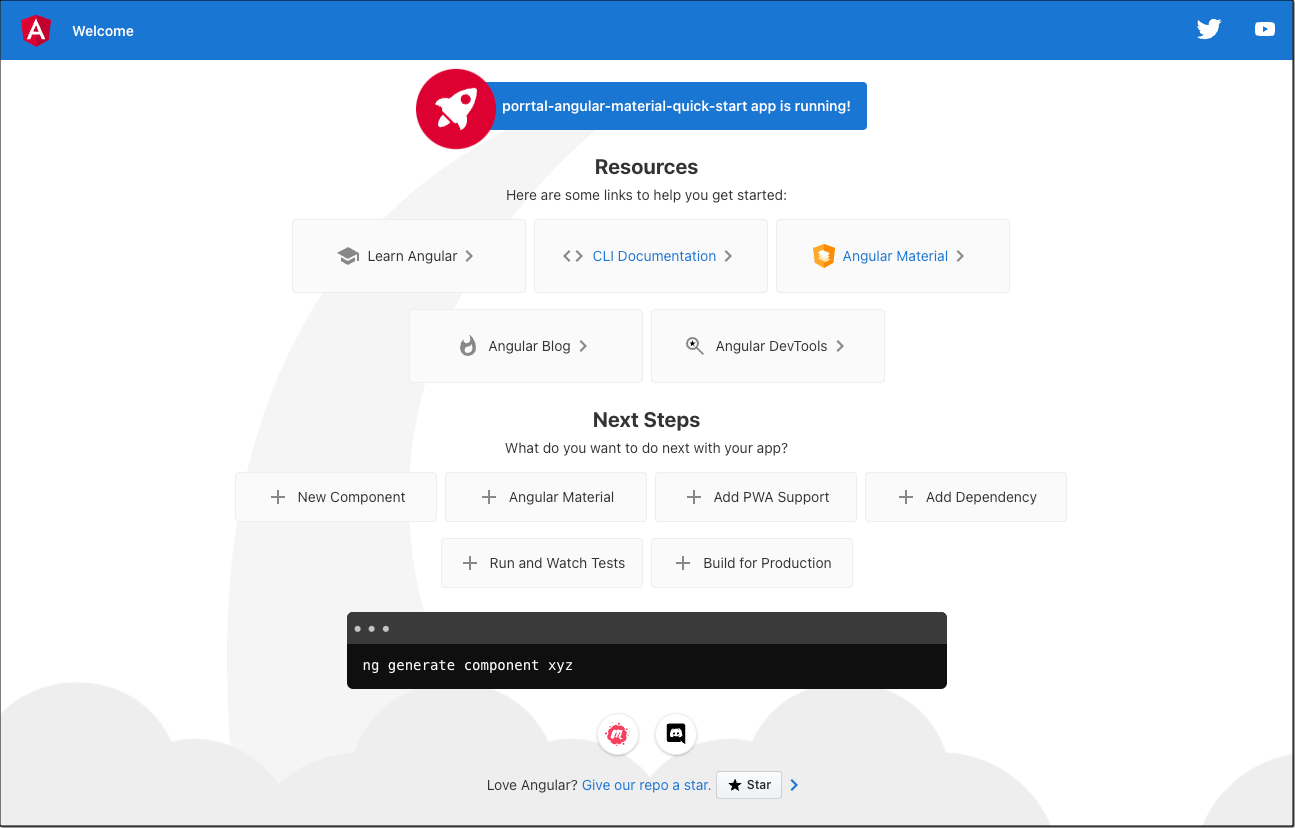 Welcome
porrtal-angular-material-quick-start app is running!
Resources
Here are some links to help you get started:
Learn Angular
CLI Documentation
Angular Material
Angular Blog
Angular DevTools
Next Steps
What do you want to do next with your app?
New Component
Angular Material
Add PWA Support
Add Dependency
Run and Watch Tests
Build for Production
ng generate component xyz
Love Angular? Give our repo a star. Star